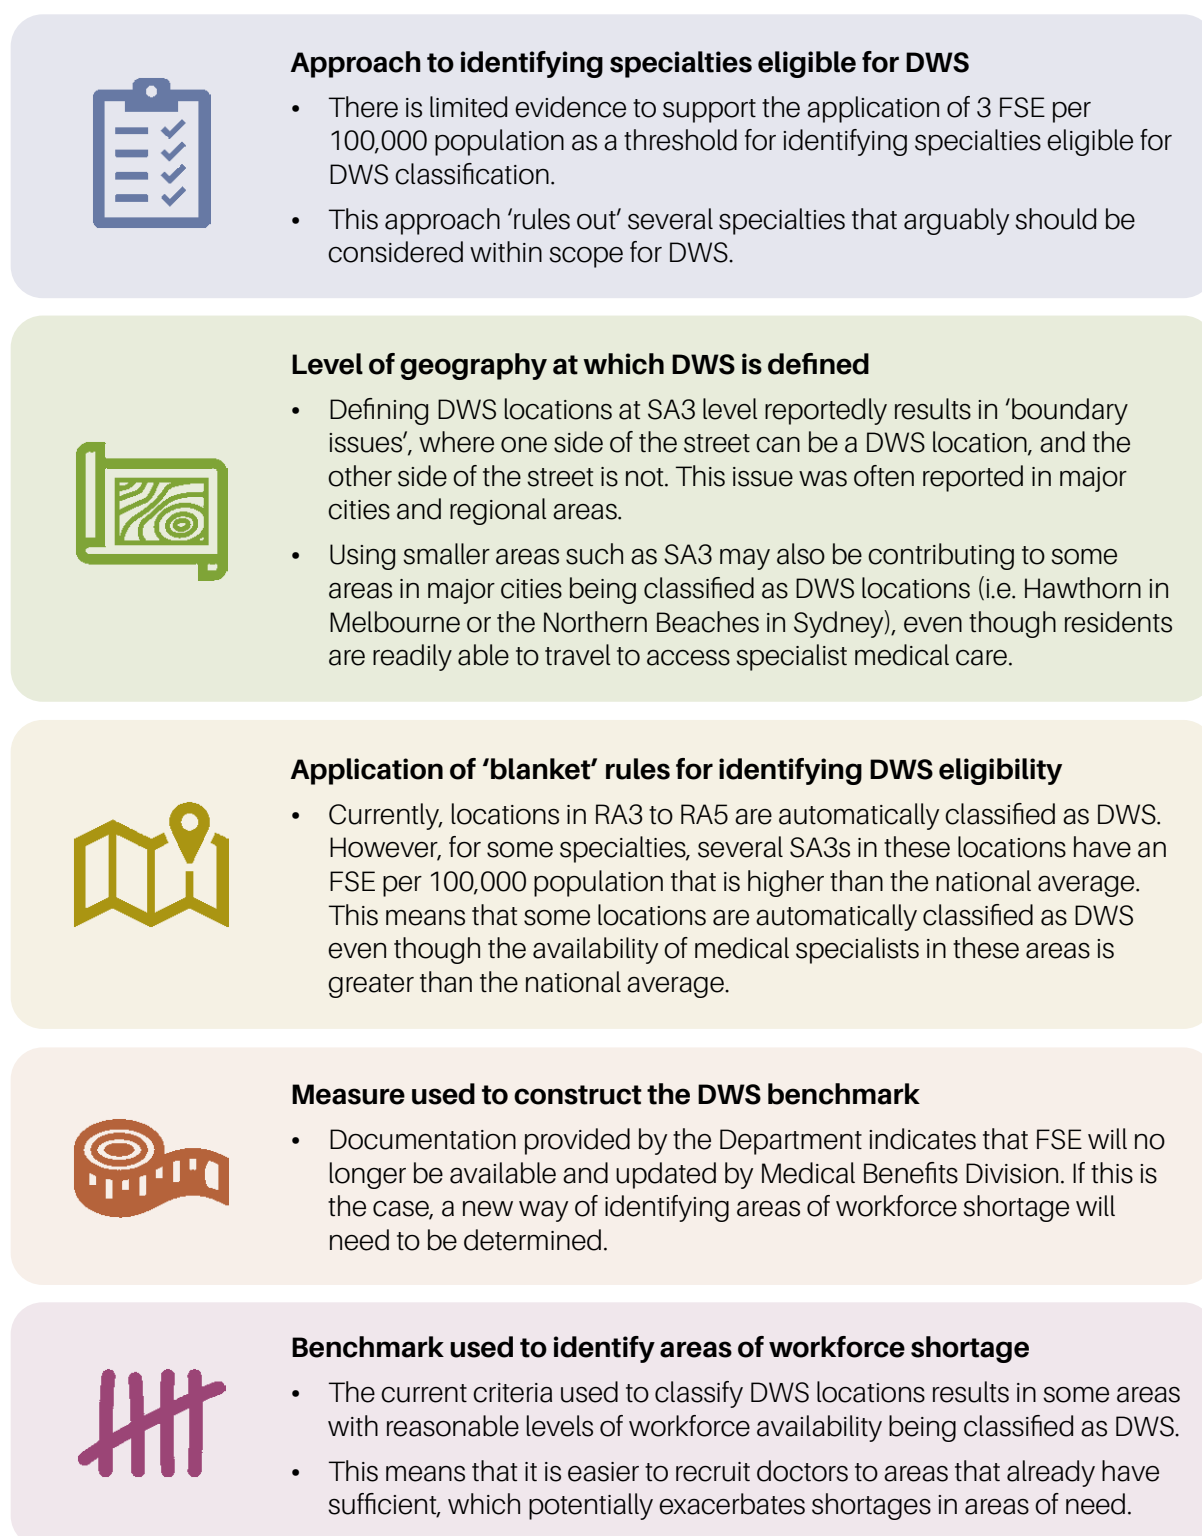 Approach to identifying specialties eligible for DWS
• There is limited evidence to support the application of 3 FSE per
100,000 population as a threshold for identifying specialties eligible for
DWS classification.
• This approach ‘rules out’ several specialties that arguably should be
considered within scope for DWS.
Level of geography at which DWS is defined
• Defining DWS locations at SA3 level reportedly results in ‘boundary
issues’, where one side of the street can be a DWS location, and the
other side of the street is not. This issue was often reported in major
cities and regional areas.
• Using smaller areas such as SA3 may also be contributing to some
areas in major cities being classified as DWS locations (i.e. Hawthorn in
Melbourne or the Northern Beaches in Sydney), even though residents
are readily able to travel to access specialist medical care.
Application of ‘blanket’ rules for identifying DWS eligibility
• Currently, locations in RA3 to RA5 are automatically classified as DWS.
However, for some specialties, several SA3s in these locations have an
FSE per 100,000 population that is higher than the national average.
This means that some locations are automatically classified as DWS
even though the availability of medical specialists in these areas is
greater than the national average.
Measure used to construct the DWS benchmark
• Documentation provided by the Department indicates that FSE will no
longer be available and updated by Medical Benefits Division. If this is
the case, a new way of identifying areas of workforce shortage will
need to be determined.
Benchmark used to identify areas of workforce shortage
• The current criteria used to classify DWS locations results in some areas
with reasonable levels of workforce availability being classified as DWS.
• This means that it is easier to recruit doctors to areas that already have
sufficient, which potentially exacerbates shortages in areas of need.